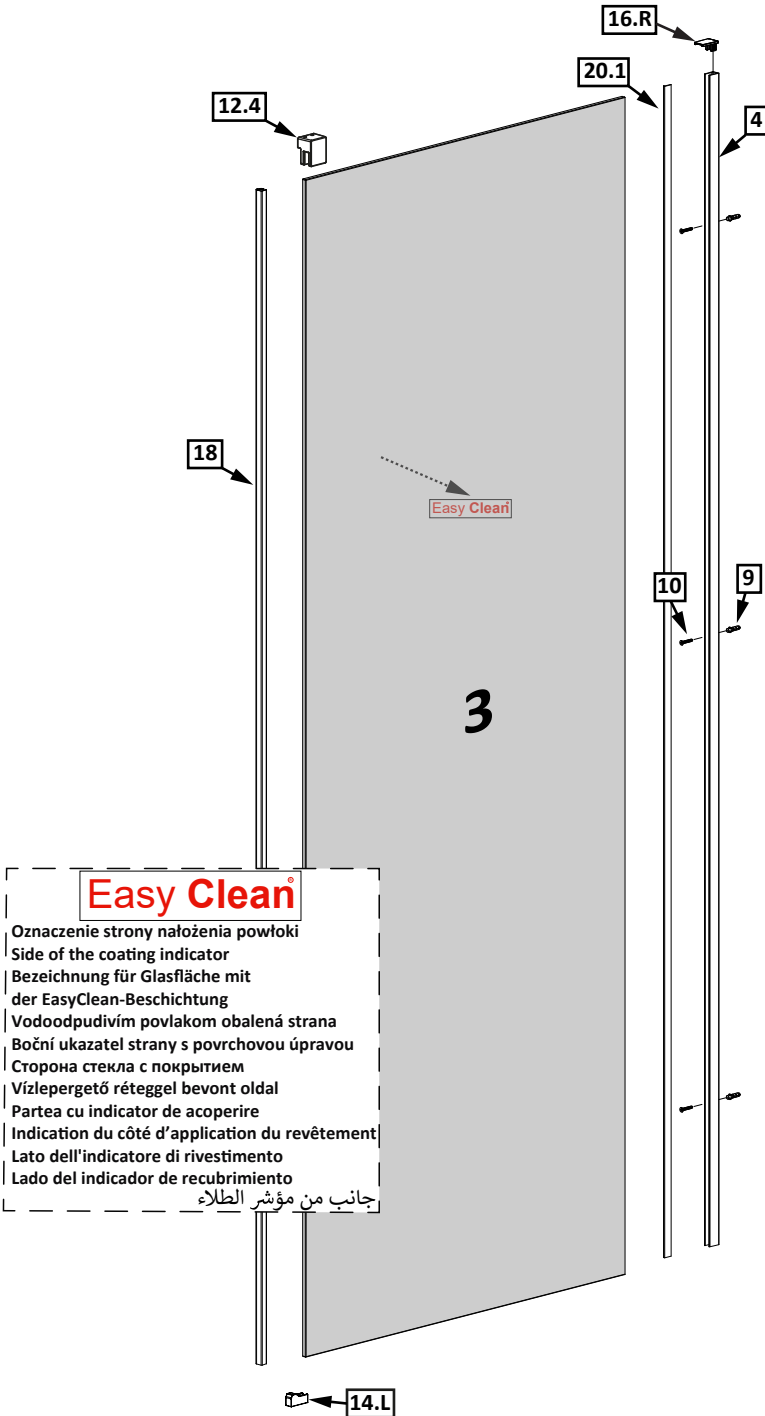 16.R
20.1
4
12.4
18
Easy Clean
10
9
3
Easy Clean®
Oznaczenie strony nałożenia powłoki
Side of the coating indicator
Bezeichnung für Glasfläche mit
der EasyClean-Beschichtung
Vodoodpudivím povlakom obalená strana
Boční ukazatel strany s povrchovou úpravou
Сторона стекла с покрытием
Vízlepergető réteggel bevont oldal
Partea cu indicator de acoperire
Indication du côté d’application du revêtement
Lato dell'indicatore di rivestimento
Lado del indicador de recubrimiento
جانب من مؤشر الطلاء
14.L